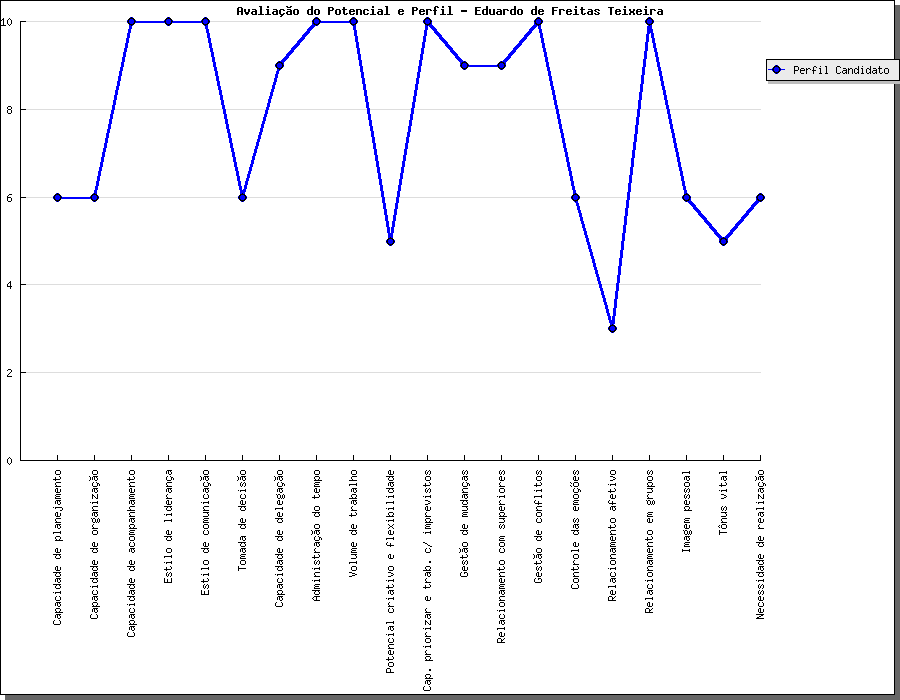 Avaliação do Potencial e Perfil - Eduardo de Freitas Teixeira
10
8
6
4
2
0
Perfil Candidato
Capacidade de planejamento
Capacidade de organização
Capacidade de acompanhamento
Estilo de liderança
Estilo de comunicação
Tomada de decisão
Capacidade de delegação
Administração do tempo
Volume de trabalho
Potencial criativo e flexibilidade
Cap. priorizar e trab. c/ imprevistos
Gestão de mudanças
Relacionamento com superiores
Gestão de conflitos
Controle das emoções
Relacionamento afetivo
Relacionamento em grupos
Imagem pessoal
Tônus vital
Necessidade de realização